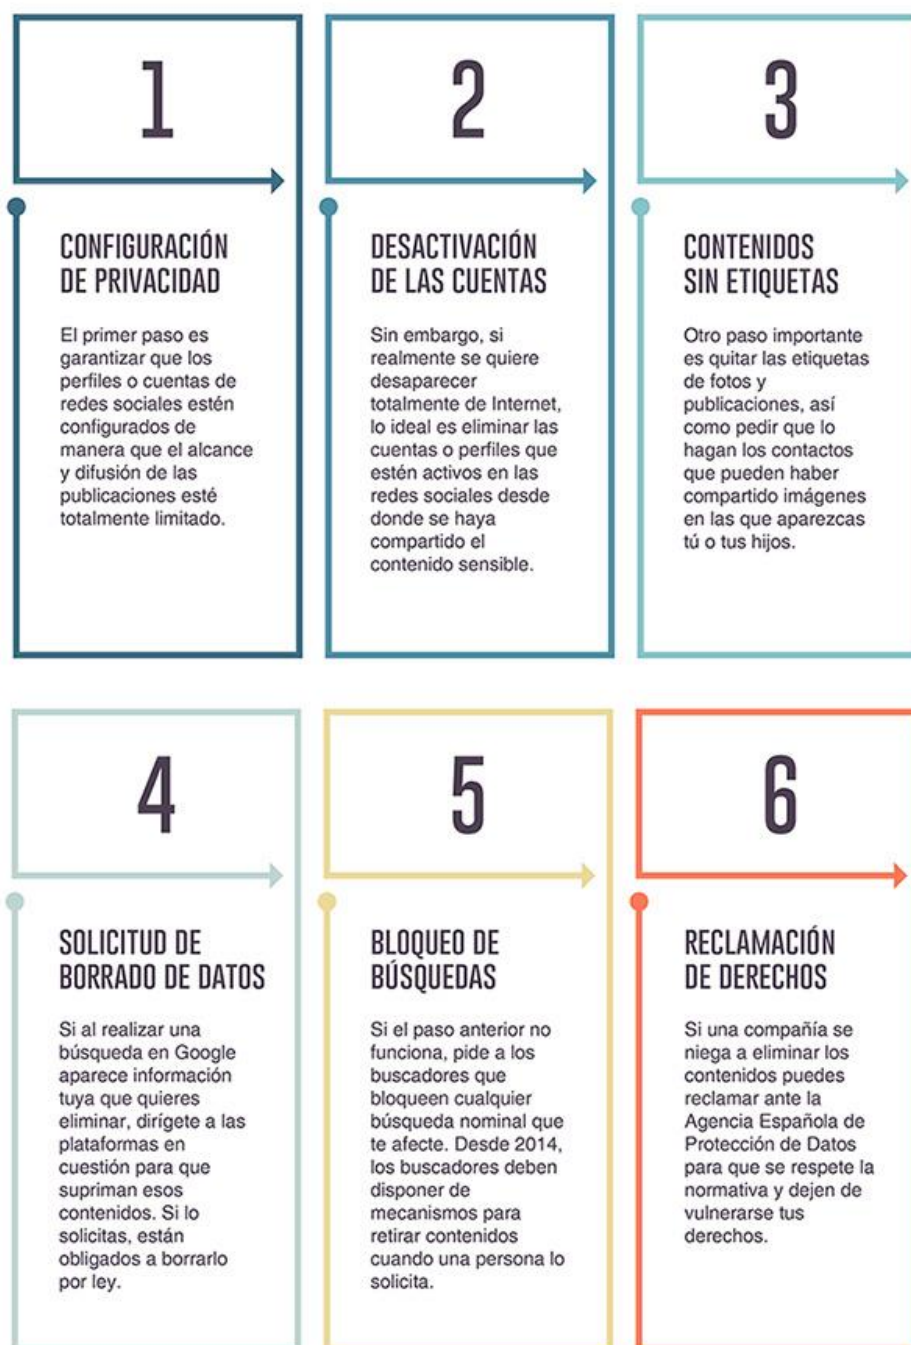 1
CONFIGURACIÓN
DE PRIVACIDAD
El primer paso es
garantizar que los
perfiles o cuentas de
redes sociales estén
configurados de
manera que el alcance
y difusión de las
publicaciones esté
totalmente limitado.
2
DESACTIVACIÓN
DE LAS CUENTAS
Sin embargo, si
realmente se quiere
desaparecer
totalmente de Internet,
lo ideal es eliminar las
cuentas o perfiles que
estén activos en las
redes sociales desde
donde se haya
compartido el
contenido sensible.
3
CONTENIDOS
SIN ETIQUETAS
Otro paso importante
es quitar las etiquetas
de fotos y
publicaciones, así
como pedir que lo
hagan los contactos
que pueden haber
compartido imágenes
en las que aparezcas
tú o tus hijos.
4
SOLICITUD DE
BORRADO DE DATOS
Si al realizar una
búsqueda en Google
aparece información
tuya que quieres
eliminar, dirígete a las
plataformas en
cuestión para que
supriman esos
contenidos. Si lo
solicitas, están
obligados a borrarlo
por ley.
5
BLOQUEO DE
BÚSQUEDAS
Si el paso anterior no
funciona, pide a los
buscadores que
bloqueen cualquier
búsqueda nominal que
te afecte. Desde 2014,
los buscadores deben
disponer de
mecanismos para
retirar contenidos
cuando una persona lo
solicita.
6
RECLAMACIÓN
DE DERECHOS
Si una compañía se
niega a eliminar los
contenidos puedes
reclamar ante la
Agencia Española de
Protección de Datos
para que se respete la
normativa y dejen de
vulnerarse tus
derechos.